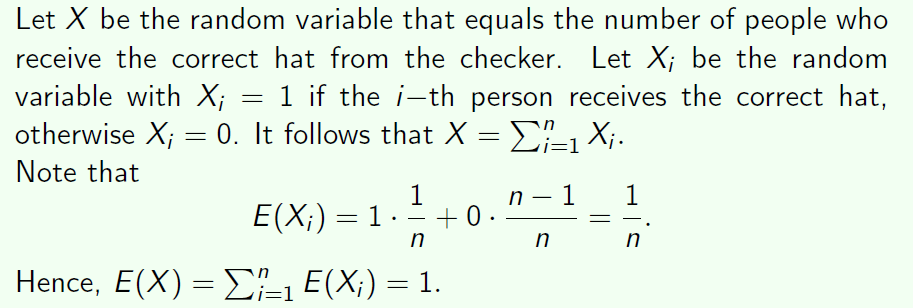 Let X be the random variable that equals the number of people who
receive the correct hat from the checker. Let X_i be the random
variable with X_i = 1 if the i−th person receives the correct hat,
otherwise X_i = 0. It follows that X = ∑_{i=1}^{n} X_i.
Note that
E(X_i) = 1 · 1/n + 0 · (n − 1)/n = 1/n.
Hence, E(X) = ∑_{i=1}^{n} E(X_i) = 1.